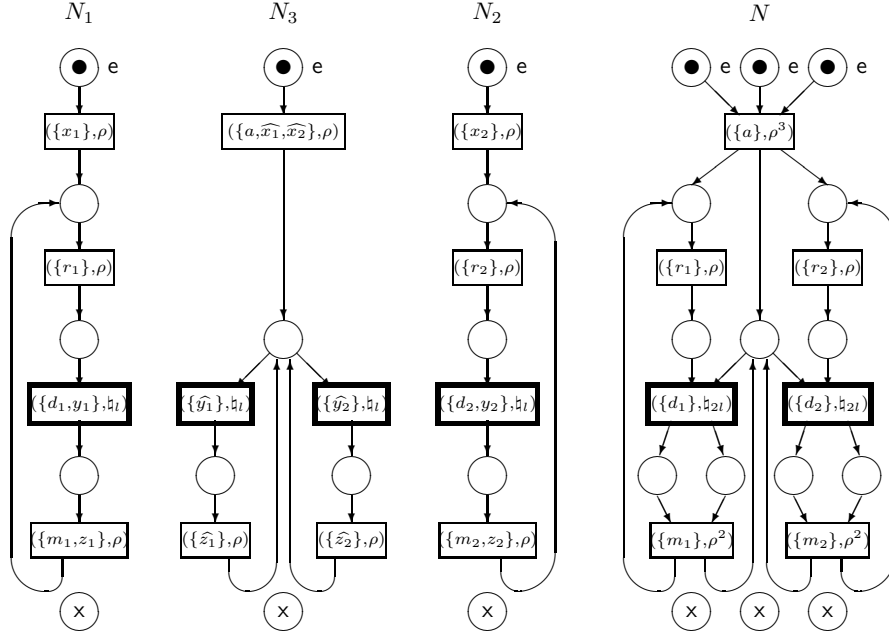 N₁ N₃ N₂ N
e e e e e e
({x₁},ρ) ({a,x̂₁,x̂₂},ρ) ({x₂},ρ) ({a},ρ³)
({r₁},ρ) ({r₂},ρ) ({r₁},ρ) ({r₂},ρ)
({d₁,y₁},♮ₗ) ({ŷ₁},♮ₗ) ({ŷ₂},♮ₗ) ({d₂,y₂},♮ₗ) ({d₁},♮₂ₗ) ({d₂},♮₂ₗ)
({m₁,z₁},ρ) ({ẑ₁},ρ) ({ẑ₂},ρ) ({m₂,z₂},ρ) ({m₁},ρ²) ({m₂},ρ²)
x x x x x x